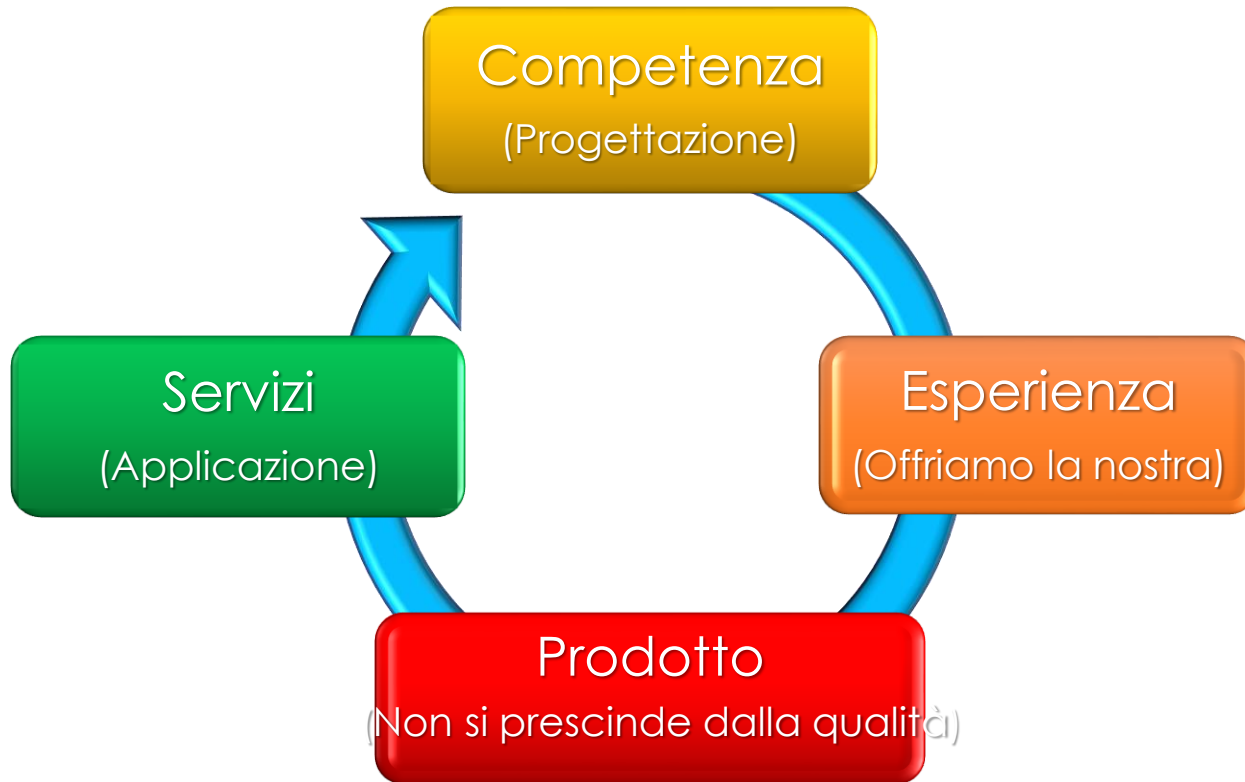 Competenza
(Progettazione)
Esperienza
(Offriamo la nostra)
Prodotto
(Non si prescinde dalla qualità)
Servizi
(Applicazione)